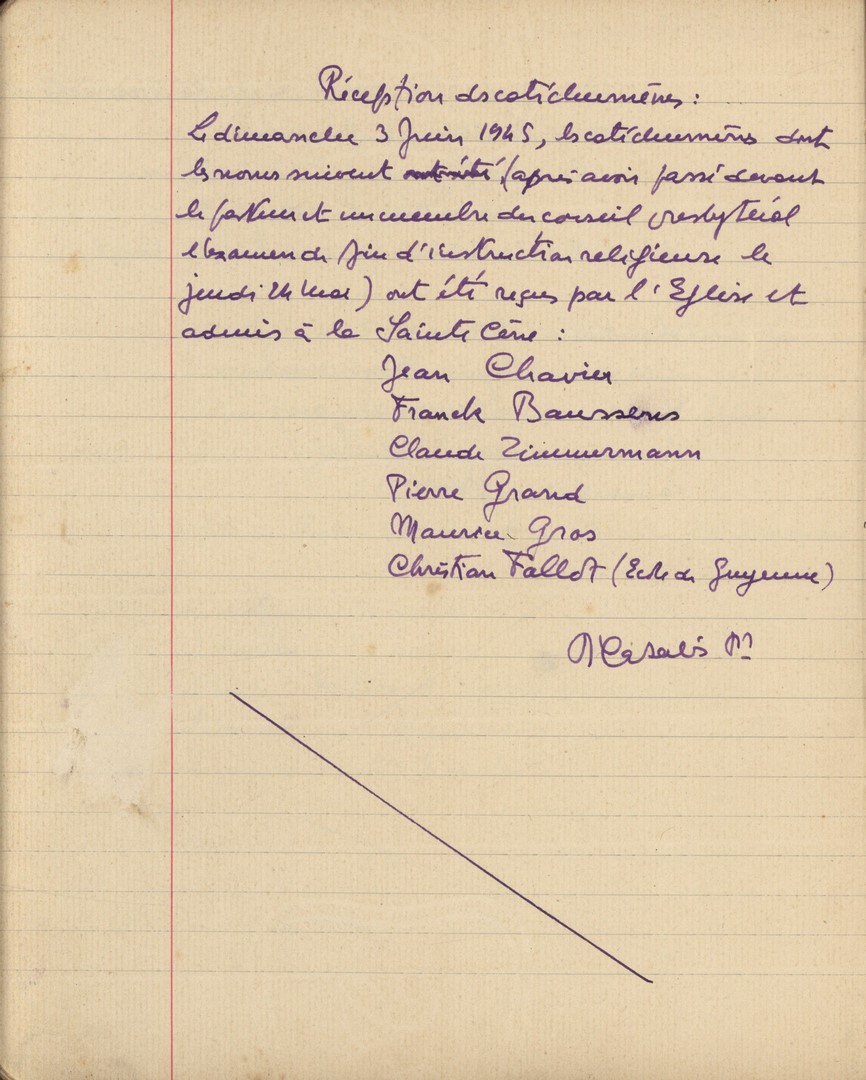 Réception des catéchumènes :
Le dimanche 3 Juin 1945, les catéchumènes dont
les noms suivent ont été (après avoir passé devant
le pasteur et un membre du conseil presbytéral
l'examen de fin d'instruction religieuse le
jeudi 24 Mai) ont été reçus par l'Eglise et
admis à la Sainte Cène :
Jean Chavier
Franck Baussens
Claude Zimmermann
Pierre Grand
Maurice Gros
Christian Fallot (Ecole de Guyenne)
Casalis